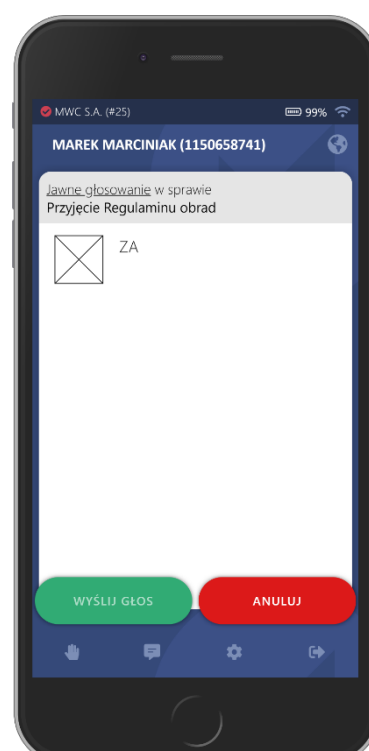 MWC S.A. (#25) 99%
MAREK MARCINIAK (1150658741)
Jawne głosowanie w sprawie
Przyjęcie Regulaminu obrad
ZA
WYŚLIJ GŁOS ANULUJ